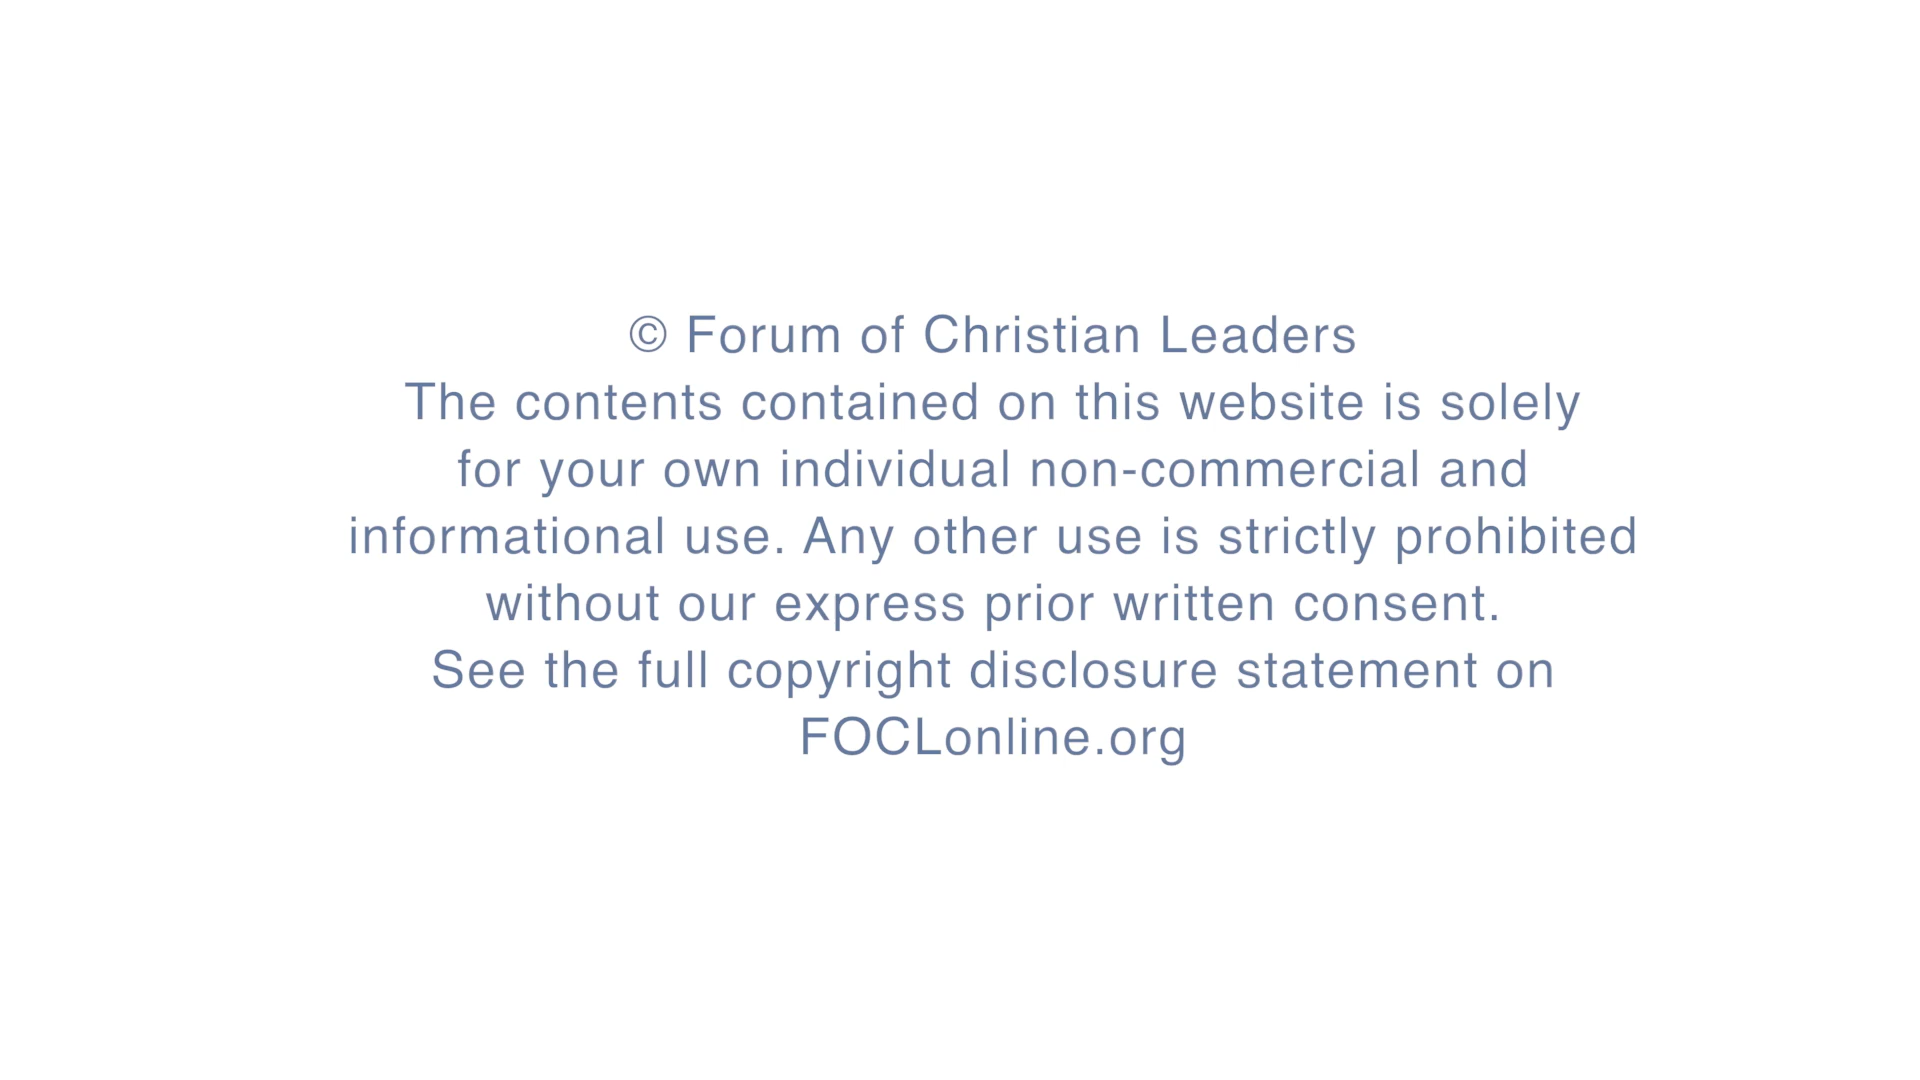 © Forum of Christian Leaders
The contents contained on this website is solely
for your own individual non-commercial and
informational use. Any other use is strictly prohibited
without our express prior written consent.
See the full copyright disclosure statement on
FOCLonline.org